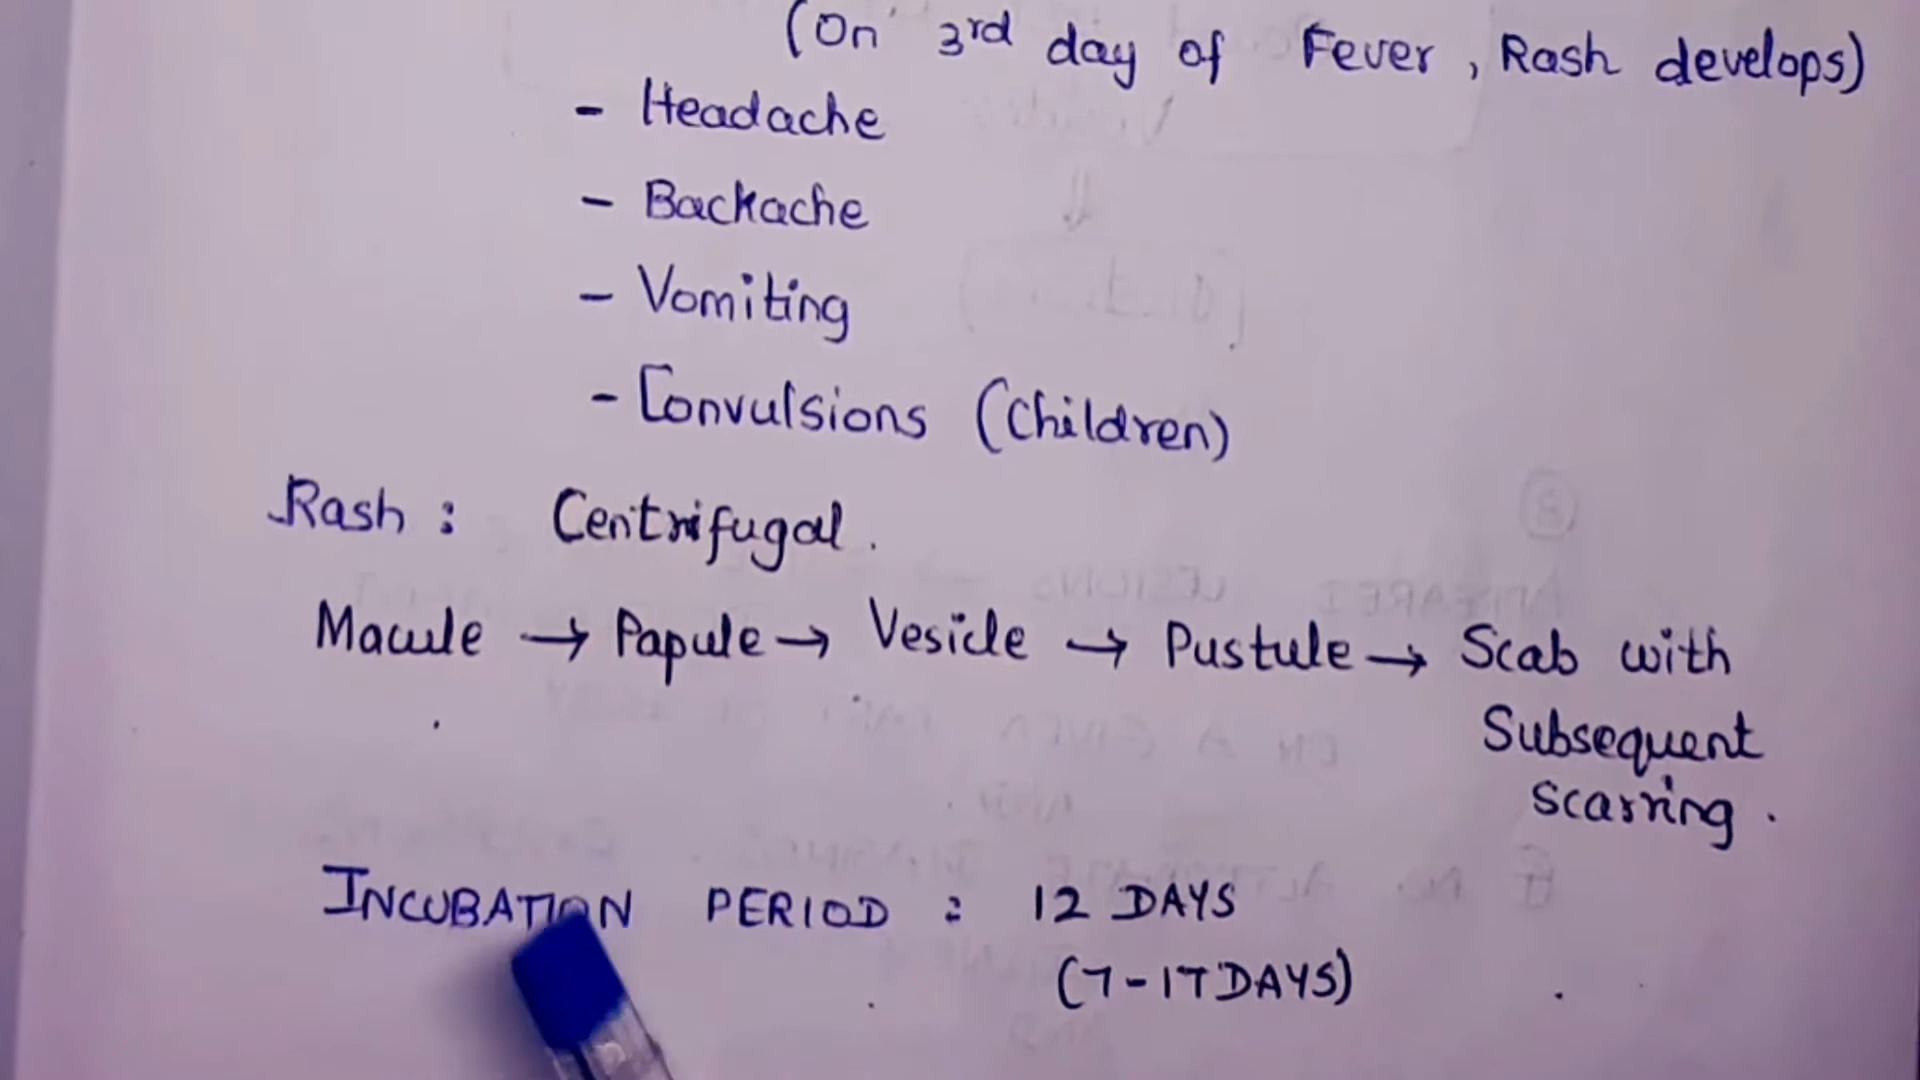 (On 3rd day of Fever, Rash develops)
- Headache
- Backache
- Vomiting
- Convulsions (Children)
Rash : Centrifugal.
Macule → Papule → Vesicle → Pustule → Scab with
Subsequent
scarring.
INCUBATION PERIOD : 12 DAYS
(7-17 DAYS)